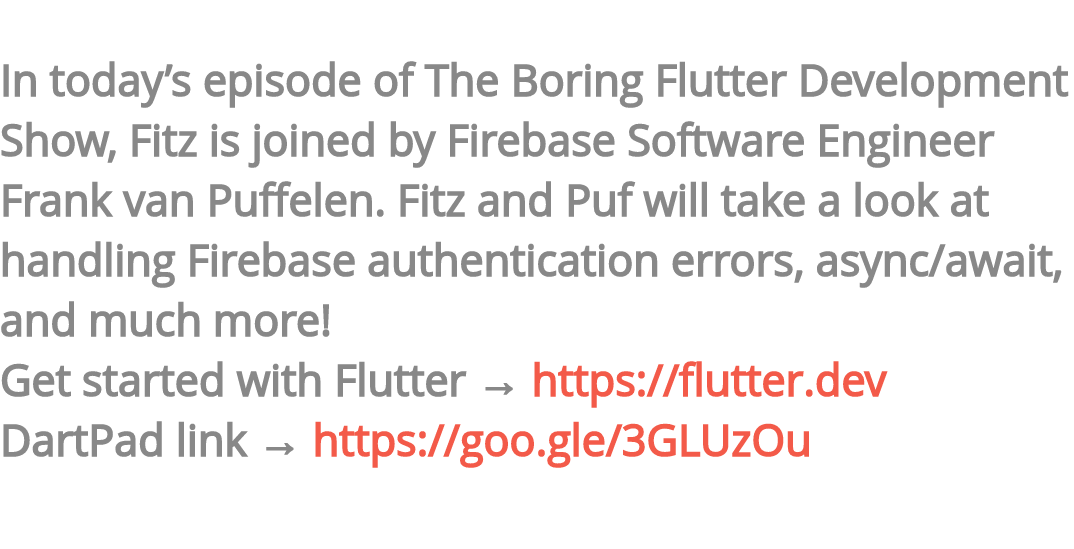 In today’s episode of The Boring Flutter Development
Show, Fitz is joined by Firebase Software Engineer
Frank van Puffelen. Fitz and Puf will take a look at
handling Firebase authentication errors, async/await,
and much more!
Get started with Flutter → https://flutter.dev
DartPad link → https://goo.gle/3GLUzOu